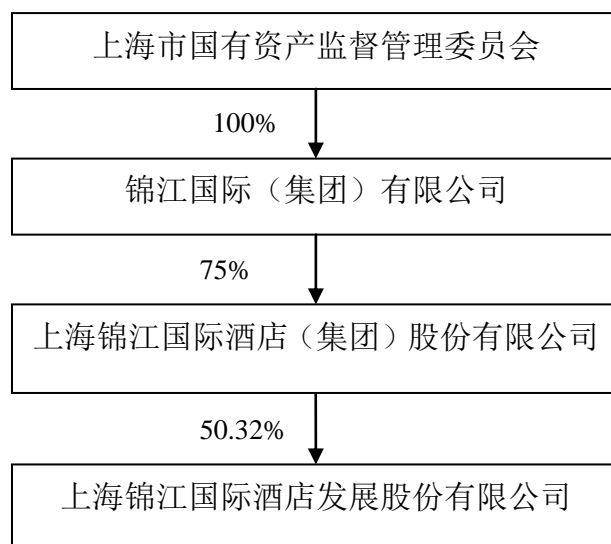 上海市国有资产监督管理委员会
100%
锦江国际（集团）有限公司
75%
上海锦江国际酒店（集团）股份有限公司
50.32%
上海锦江国际酒店发展股份有限公司